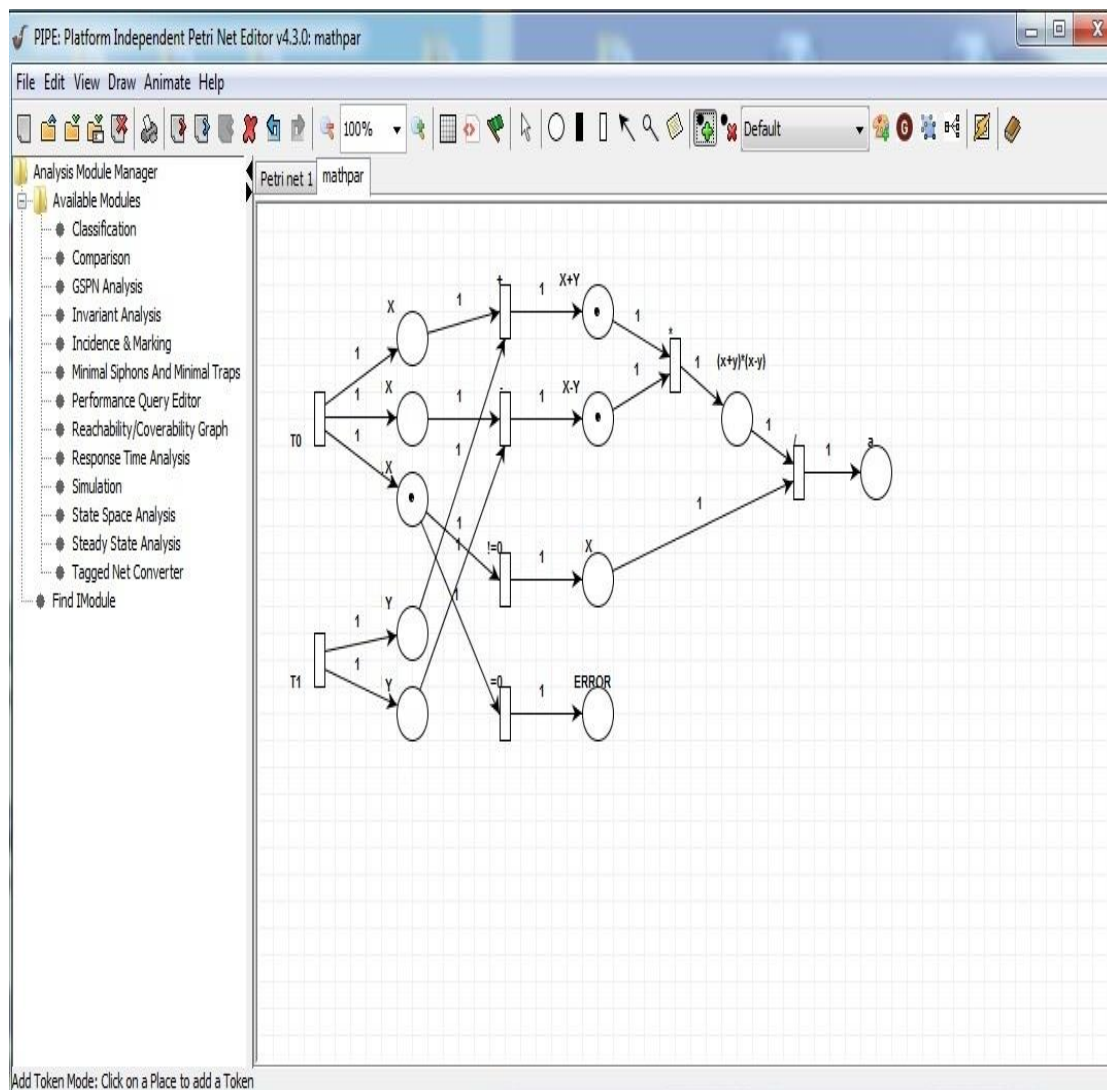 PIPE: Platform Independent Petri Net Editor v4.3.0: mathpar
File Edit View Draw Animate Help
100% Default
Analysis Module Manager
Available Modules
Classification
Comparison
GSPN Analysis
Invariant Analysis
Incidence & Marking
Minimal Siphons And Minimal Traps
Performance Query Editor
Reachability/Coverability Graph
Response Time Analysis
Simulation
State Space Analysis
Steady State Analysis
Tagged Net Converter
Find IModule
Petri net 1 mathpar
+ X+Y
X 1 1
1
*
1 X 1 - 1 X-Y 1 1 (x+y)*(x-y)
T0 1 1 1 / 1 a
X
1 1
1 !=0 1 X
Y 1
1
1 Y =0 1 ERROR
T1
Add Token Mode: Click on a Place to add a Token